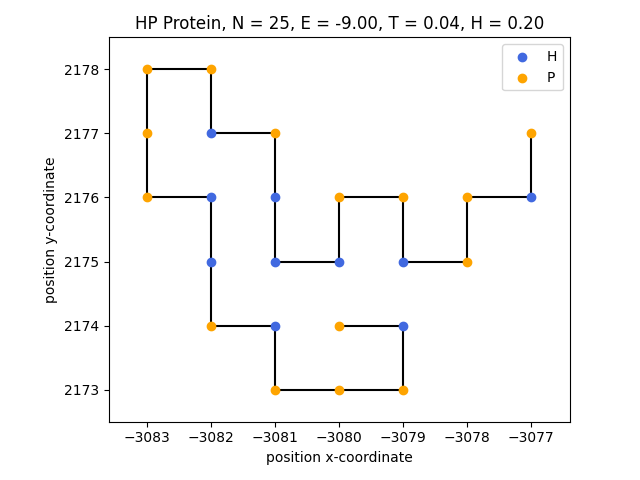 HP Protein, N = 25, E = -9.00, T = 0.04, H = 0.20
H
P
position y-coordinate
2178
2177
2176
2175
2174
2173
−3083 −3082 −3081 −3080 −3079 −3078 −3077
position x-coordinate